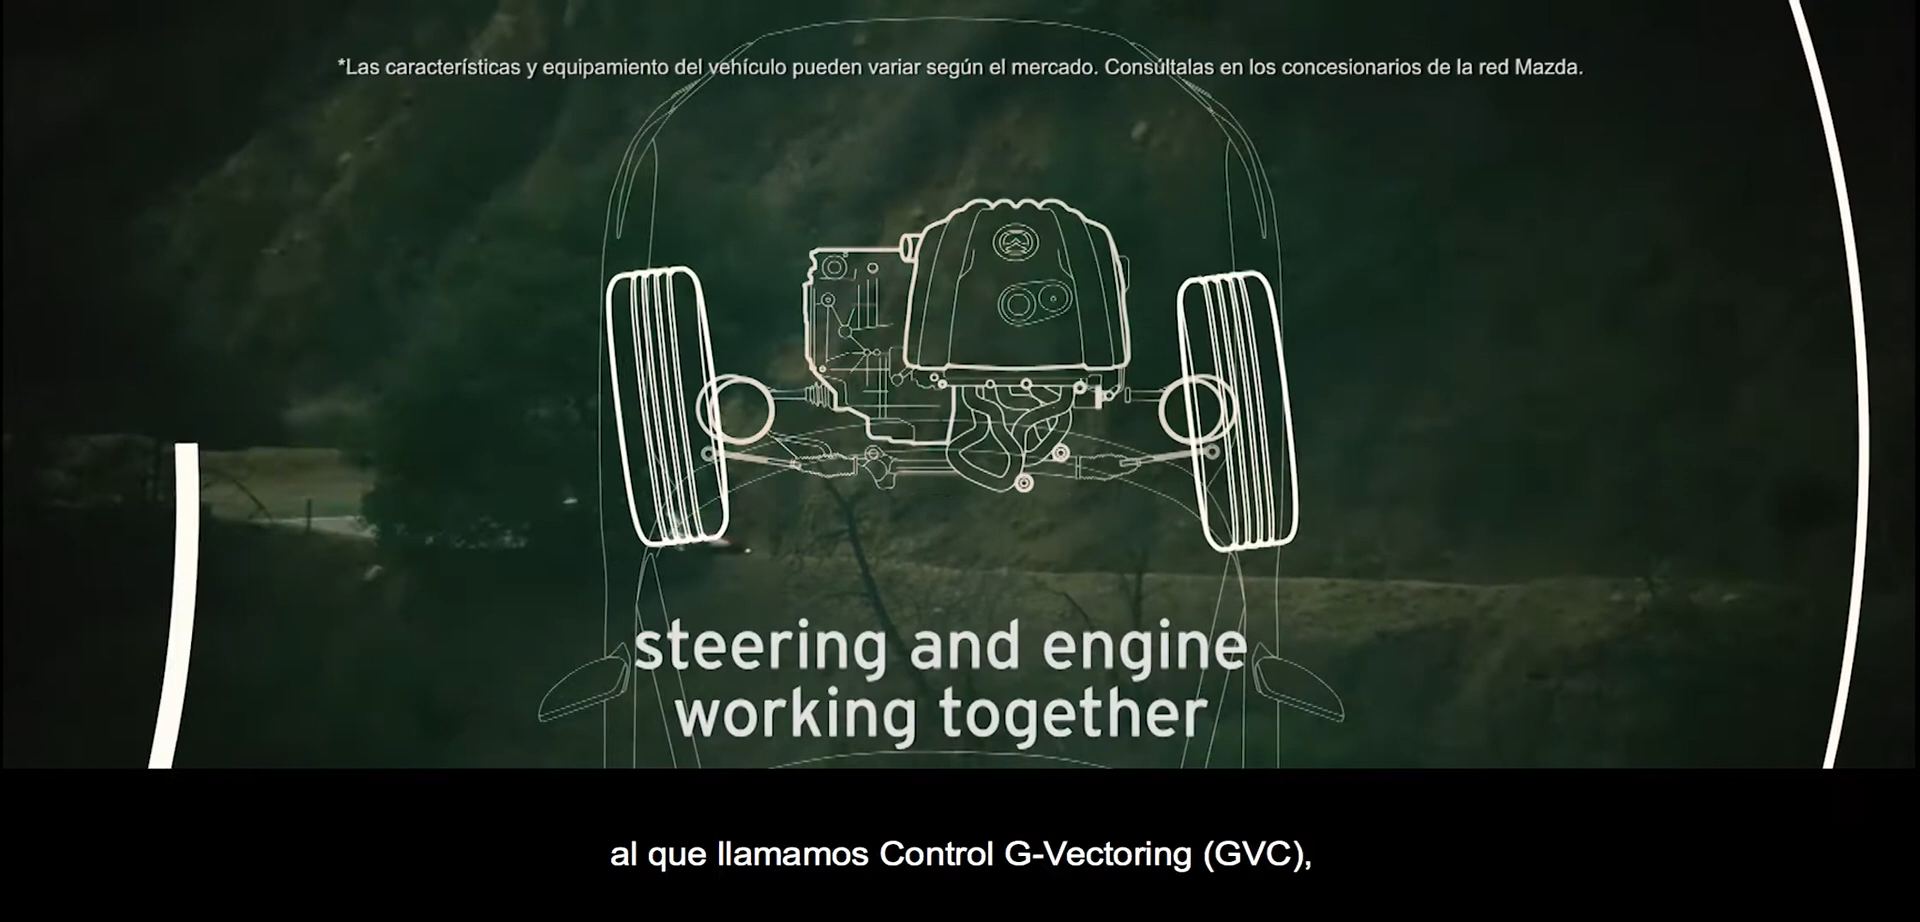 *Las características y equipamiento del vehículo pueden variar según el mercado. Consúltalas en los concesionarios de la red Mazda.
steering and engine
working together
al que llamamos Control G-Vectoring (GVC),